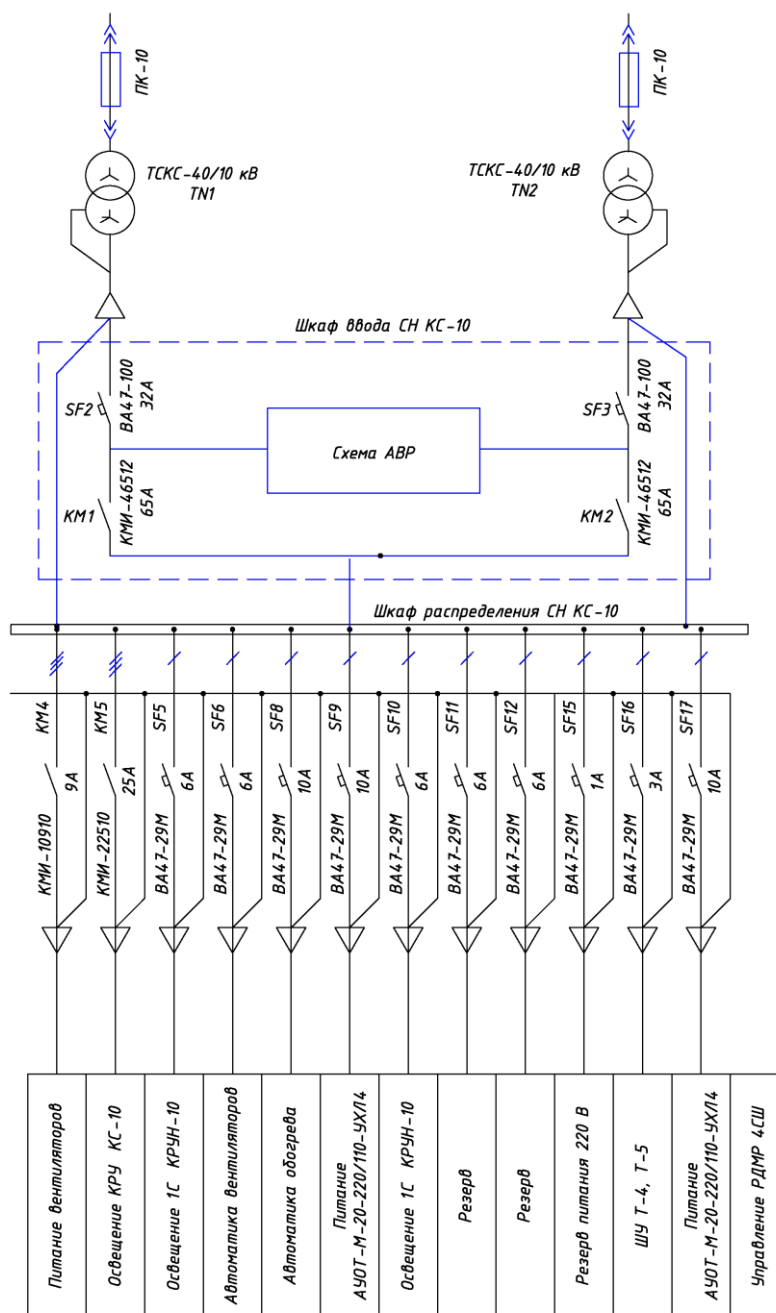 ПК-10
ПК-10
ТСКС-40/10 кВ
TN1
ТСКС-40/10 кВ
TN2
Шкаф ввода СН КС-10
SF2
ВА47-100
32А
SF3
ВА47-100
32А
Схема АВР
КМ1
КМИ-46512
65А
КМ2
КМИ-46512
65А
Шкаф распределения СН КС-10
КМ4
КМ5
SF5
SF6
SF8
SF9
SF10
SF11
SF12
SF15
SF16
SF17
9А
25А
6А
6А
10А
10А
6А
6А
6А
1А
3А
10А
КМИ-10910
КМИ-22510
ВА47-29М
ВА47-29М
ВА47-29М
ВА47-29М
ВА47-29М
ВА47-29М
ВА47-29М
ВА47-29М
ВА47-29М
ВА47-29М
Питание вентиляторов
Освещение КРУ КС-10
Освещение 1С КРУН-10
Автоматика вентиляторов
Автоматика обогрева
Питание
АУОТ-М-20-220/110-УХЛ4
Освещение 1С КРУН-10
Резерв
Резерв
Резерв питания 220 В
ШУ Т-4, Т-5
Питание
АУОТ-М-20-220/110-УХЛ4
Управление РДМР 4СШ